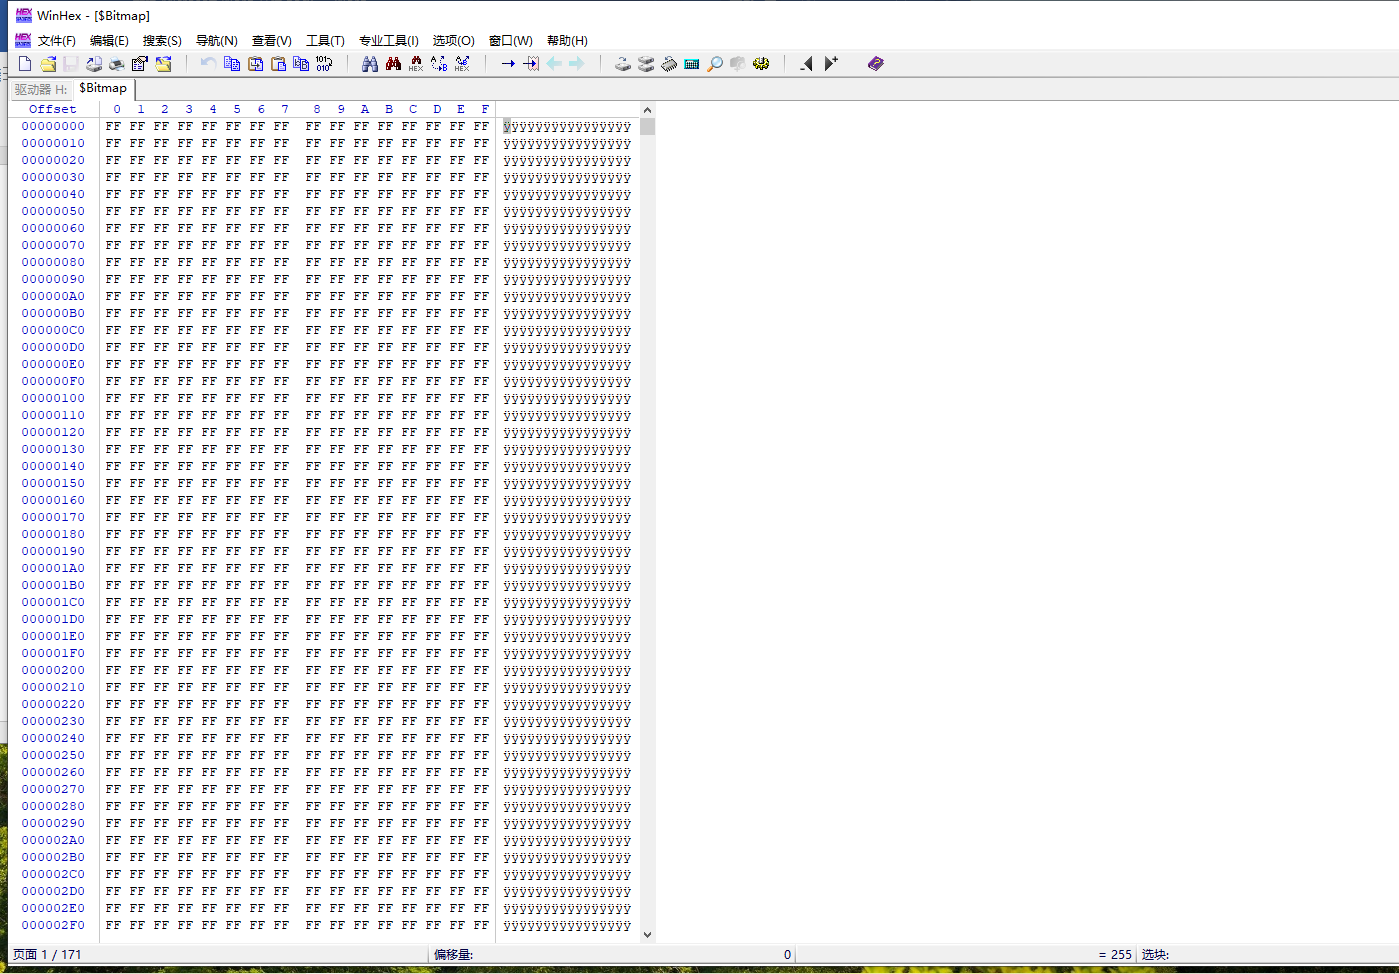 WinHex - [$Bitmap]
文件(F) 编辑(E) 搜索(S) 导航(N) 查看(V) 工具(T) 专业工具(I) 选项(O) 窗口(W) 帮助(H)
驱动器 H: $Bitmap
Offset 0 1 2 3 4 5 6 7 8 9 A B C D E F
00000000 FF FF FF FF FF FF FF FF FF FF FF FF FF FF FF FF ÿÿÿÿÿÿÿÿÿÿÿÿÿÿÿÿ
00000010 FF FF FF FF FF FF FF FF FF FF FF FF FF FF FF FF ÿÿÿÿÿÿÿÿÿÿÿÿÿÿÿÿ
00000020 FF FF FF FF FF FF FF FF FF FF FF FF FF FF FF FF ÿÿÿÿÿÿÿÿÿÿÿÿÿÿÿÿ
00000030 FF FF FF FF FF FF FF FF FF FF FF FF FF FF FF FF ÿÿÿÿÿÿÿÿÿÿÿÿÿÿÿÿ
00000040 FF FF FF FF FF FF FF FF FF FF FF FF FF FF FF FF ÿÿÿÿÿÿÿÿÿÿÿÿÿÿÿÿ
00000050 FF FF FF FF FF FF FF FF FF FF FF FF FF FF FF FF ÿÿÿÿÿÿÿÿÿÿÿÿÿÿÿÿ
00000060 FF FF FF FF FF FF FF FF FF FF FF FF FF FF FF FF ÿÿÿÿÿÿÿÿÿÿÿÿÿÿÿÿ
00000070 FF FF FF FF FF FF FF FF FF FF FF FF FF FF FF FF ÿÿÿÿÿÿÿÿÿÿÿÿÿÿÿÿ
00000080 FF FF FF FF FF FF FF FF FF FF FF FF FF FF FF FF ÿÿÿÿÿÿÿÿÿÿÿÿÿÿÿÿ
00000090 FF FF FF FF FF FF FF FF FF FF FF FF FF FF FF FF ÿÿÿÿÿÿÿÿÿÿÿÿÿÿÿÿ
000000A0 FF FF FF FF FF FF FF FF FF FF FF FF FF FF FF FF ÿÿÿÿÿÿÿÿÿÿÿÿÿÿÿÿ
000000B0 FF FF FF FF FF FF FF FF FF FF FF FF FF FF FF FF ÿÿÿÿÿÿÿÿÿÿÿÿÿÿÿÿ
000000C0 FF FF FF FF FF FF FF FF FF FF FF FF FF FF FF FF ÿÿÿÿÿÿÿÿÿÿÿÿÿÿÿÿ
000000D0 FF FF FF FF FF FF FF FF FF FF FF FF FF FF FF FF ÿÿÿÿÿÿÿÿÿÿÿÿÿÿÿÿ
000000E0 FF FF FF FF FF FF FF FF FF FF FF FF FF FF FF FF ÿÿÿÿÿÿÿÿÿÿÿÿÿÿÿÿ
000000F0 FF FF FF FF FF FF FF FF FF FF FF FF FF FF FF FF ÿÿÿÿÿÿÿÿÿÿÿÿÿÿÿÿ
00000100 FF FF FF FF FF FF FF FF FF FF FF FF FF FF FF FF ÿÿÿÿÿÿÿÿÿÿÿÿÿÿÿÿ
00000110 FF FF FF FF FF FF FF FF FF FF FF FF FF FF FF FF ÿÿÿÿÿÿÿÿÿÿÿÿÿÿÿÿ
00000120 FF FF FF FF FF FF FF FF FF FF FF FF FF FF FF FF ÿÿÿÿÿÿÿÿÿÿÿÿÿÿÿÿ
00000130 FF FF FF FF FF FF FF FF FF FF FF FF FF FF FF FF ÿÿÿÿÿÿÿÿÿÿÿÿÿÿÿÿ
00000140 FF FF FF FF FF FF FF FF FF FF FF FF FF FF FF FF ÿÿÿÿÿÿÿÿÿÿÿÿÿÿÿÿ
00000150 FF FF FF FF FF FF FF FF FF FF FF FF FF FF FF FF ÿÿÿÿÿÿÿÿÿÿÿÿÿÿÿÿ
00000160 FF FF FF FF FF FF FF FF FF FF FF FF FF FF FF FF ÿÿÿÿÿÿÿÿÿÿÿÿÿÿÿÿ
00000170 FF FF FF FF FF FF FF FF FF FF FF FF FF FF FF FF ÿÿÿÿÿÿÿÿÿÿÿÿÿÿÿÿ
00000180 FF FF FF FF FF FF FF FF FF FF FF FF FF FF FF FF ÿÿÿÿÿÿÿÿÿÿÿÿÿÿÿÿ
00000190 FF FF FF FF FF FF FF FF FF FF FF FF FF FF FF FF ÿÿÿÿÿÿÿÿÿÿÿÿÿÿÿÿ
000001A0 FF FF FF FF FF FF FF FF FF FF FF FF FF FF FF FF ÿÿÿÿÿÿÿÿÿÿÿÿÿÿÿÿ
000001B0 FF FF FF FF FF FF FF FF FF FF FF FF FF FF FF FF ÿÿÿÿÿÿÿÿÿÿÿÿÿÿÿÿ
000001C0 FF FF FF FF FF FF FF FF FF FF FF FF FF FF FF FF ÿÿÿÿÿÿÿÿÿÿÿÿÿÿÿÿ
000001D0 FF FF FF FF FF FF FF FF FF FF FF FF FF FF FF FF ÿÿÿÿÿÿÿÿÿÿÿÿÿÿÿÿ
000001E0 FF FF FF FF FF FF FF FF FF FF FF FF FF FF FF FF ÿÿÿÿÿÿÿÿÿÿÿÿÿÿÿÿ
000001F0 FF FF FF FF FF FF FF FF FF FF FF FF FF FF FF FF ÿÿÿÿÿÿÿÿÿÿÿÿÿÿÿÿ
00000200 FF FF FF FF FF FF FF FF FF FF FF FF FF FF FF FF ÿÿÿÿÿÿÿÿÿÿÿÿÿÿÿÿ
00000210 FF FF FF FF FF FF FF FF FF FF FF FF FF FF FF FF ÿÿÿÿÿÿÿÿÿÿÿÿÿÿÿÿ
00000220 FF FF FF FF FF FF FF FF FF FF FF FF FF FF FF FF ÿÿÿÿÿÿÿÿÿÿÿÿÿÿÿÿ
00000230 FF FF FF FF FF FF FF FF FF FF FF FF FF FF FF FF ÿÿÿÿÿÿÿÿÿÿÿÿÿÿÿÿ
00000240 FF FF FF FF FF FF FF FF FF FF FF FF FF FF FF FF ÿÿÿÿÿÿÿÿÿÿÿÿÿÿÿÿ
00000250 FF FF FF FF FF FF FF FF FF FF FF FF FF FF FF FF ÿÿÿÿÿÿÿÿÿÿÿÿÿÿÿÿ
00000260 FF FF FF FF FF FF FF FF FF FF FF FF FF FF FF FF ÿÿÿÿÿÿÿÿÿÿÿÿÿÿÿÿ
00000270 FF FF FF FF FF FF FF FF FF FF FF FF FF FF FF FF ÿÿÿÿÿÿÿÿÿÿÿÿÿÿÿÿ
00000280 FF FF FF FF FF FF FF FF FF FF FF FF FF FF FF FF ÿÿÿÿÿÿÿÿÿÿÿÿÿÿÿÿ
00000290 FF FF FF FF FF FF FF FF FF FF FF FF FF FF FF FF ÿÿÿÿÿÿÿÿÿÿÿÿÿÿÿÿ
000002A0 FF FF FF FF FF FF FF FF FF FF FF FF FF FF FF FF ÿÿÿÿÿÿÿÿÿÿÿÿÿÿÿÿ
000002B0 FF FF FF FF FF FF FF FF FF FF FF FF FF FF FF FF ÿÿÿÿÿÿÿÿÿÿÿÿÿÿÿÿ
000002C0 FF FF FF FF FF FF FF FF FF FF FF FF FF FF FF FF ÿÿÿÿÿÿÿÿÿÿÿÿÿÿÿÿ
000002D0 FF FF FF FF FF FF FF FF FF FF FF FF FF FF FF FF ÿÿÿÿÿÿÿÿÿÿÿÿÿÿÿÿ
000002E0 FF FF FF FF FF FF FF FF FF FF FF FF FF FF FF FF ÿÿÿÿÿÿÿÿÿÿÿÿÿÿÿÿ
000002F0 FF FF FF FF FF FF FF FF FF FF FF FF FF FF FF FF ÿÿÿÿÿÿÿÿÿÿÿÿÿÿÿÿ
页面 1 / 171 偏移量: 0 = 255 选块: